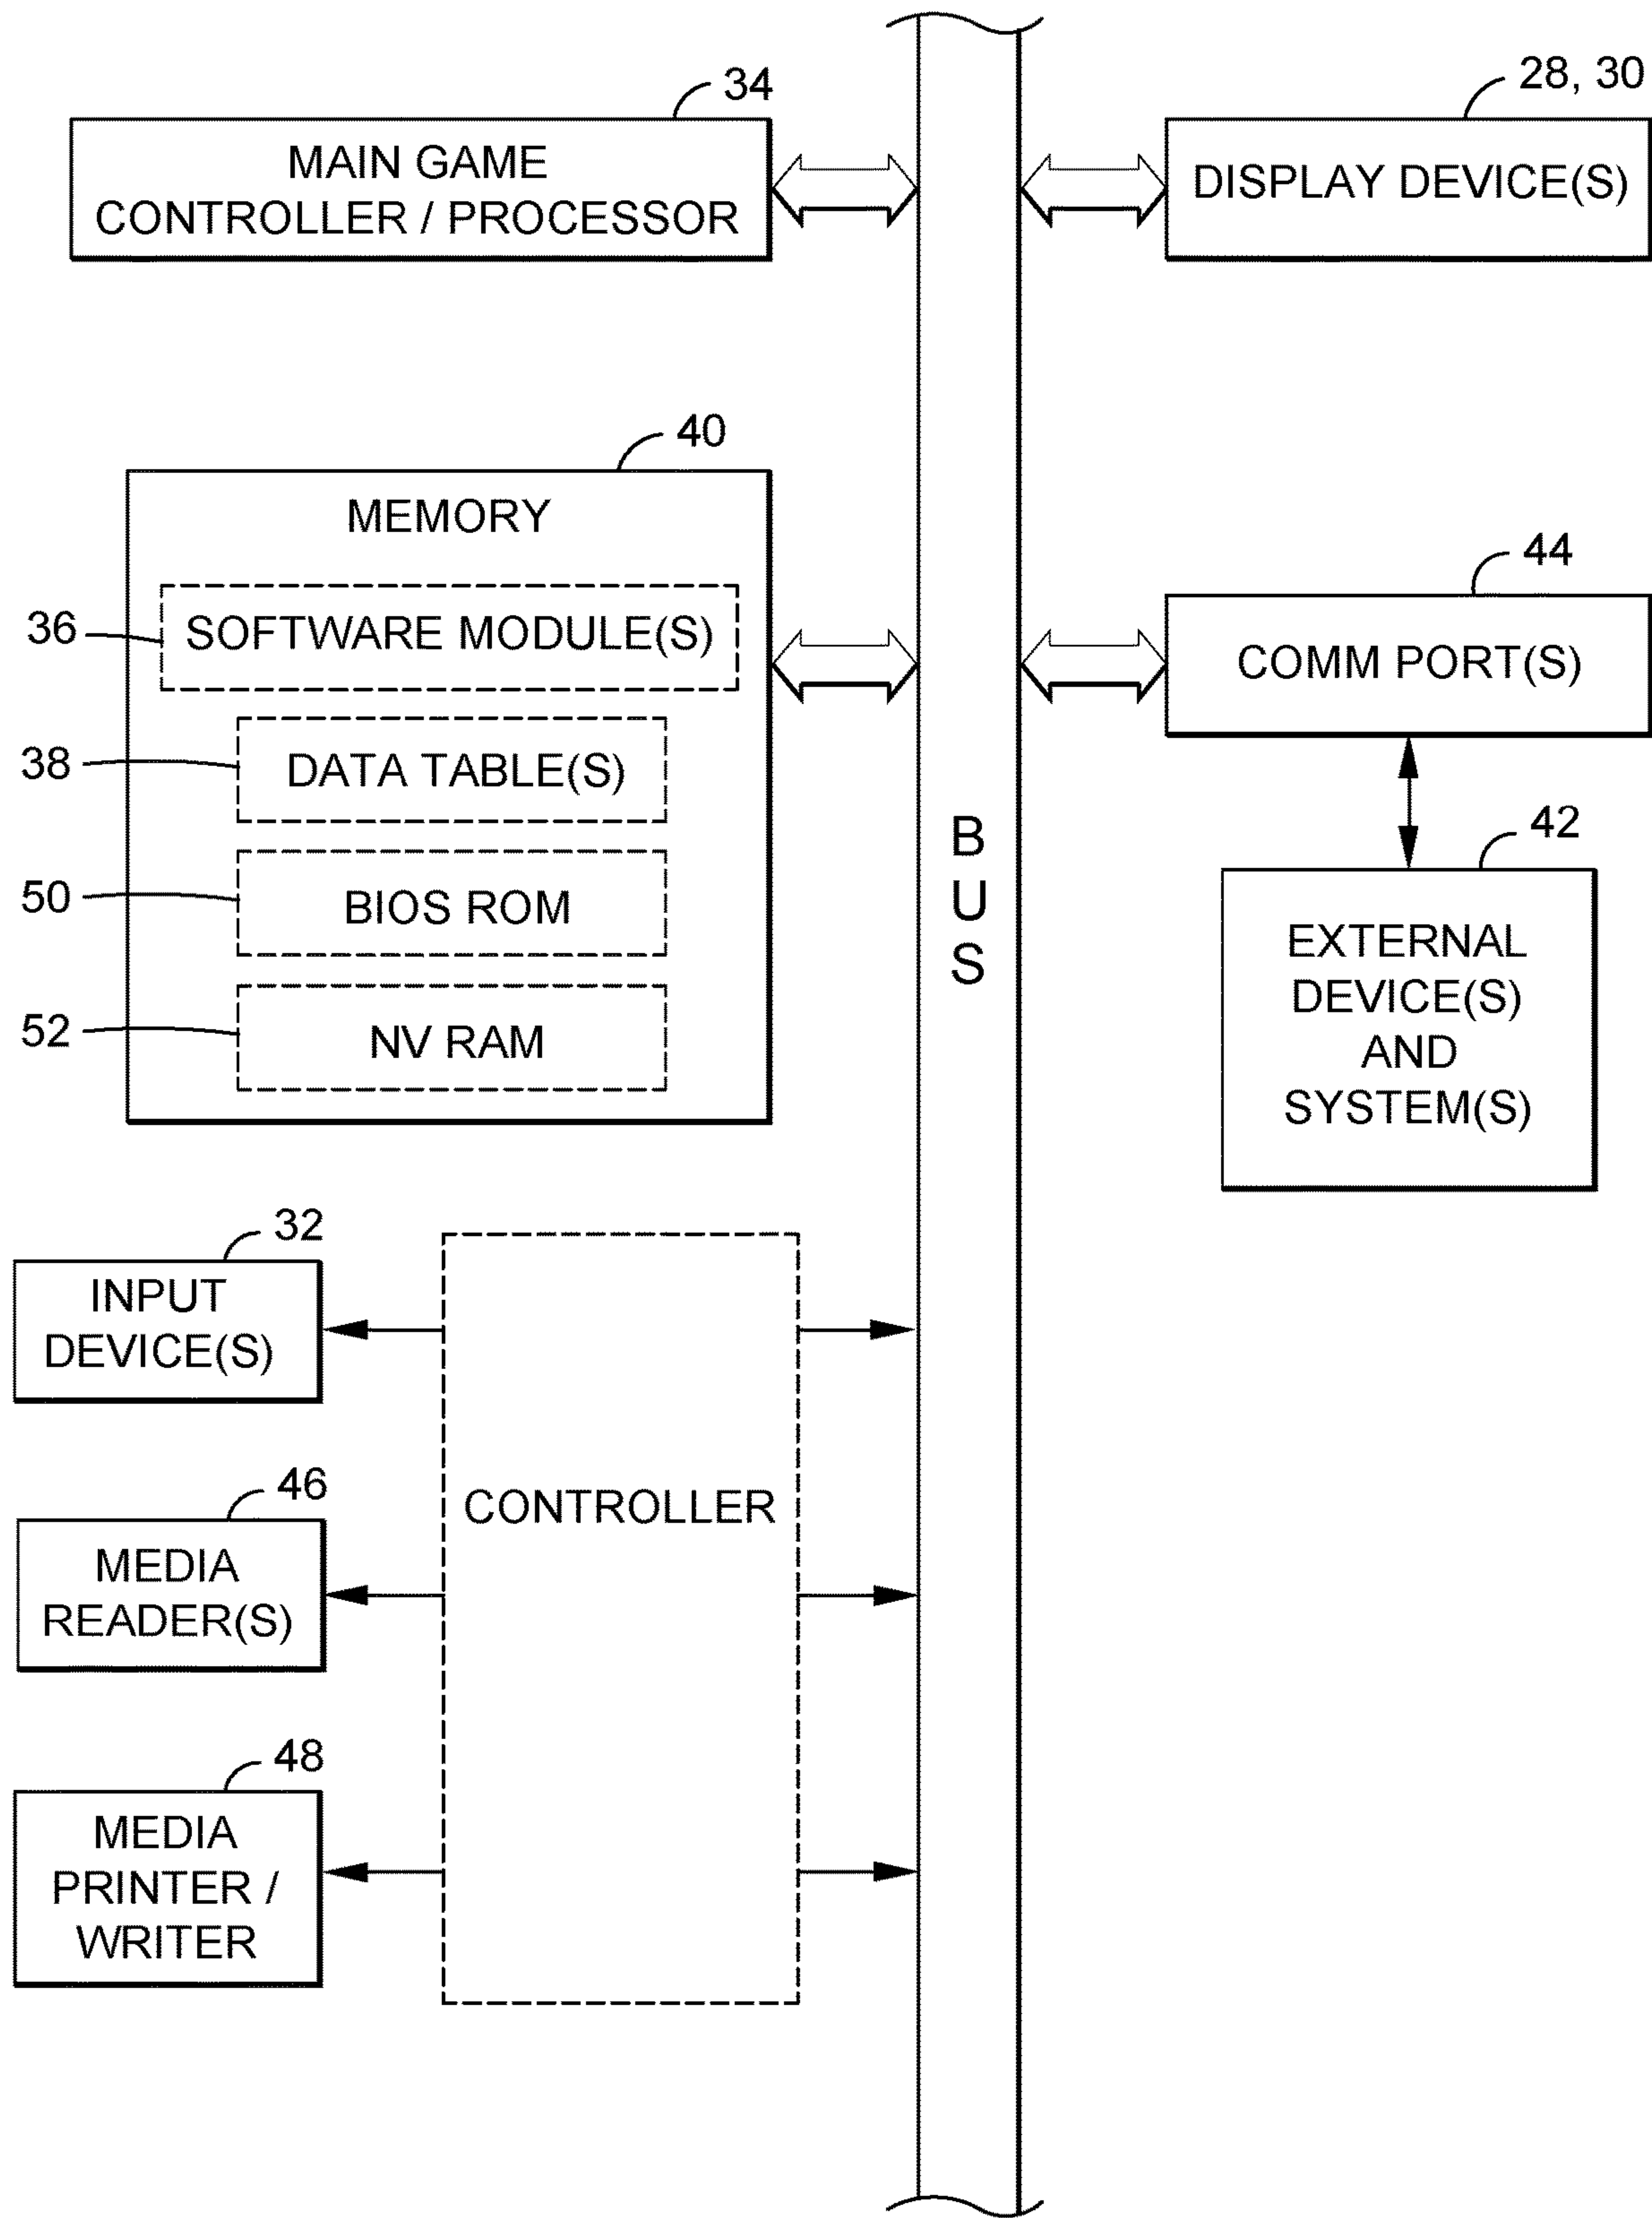 34
MAIN GAME
CONTROLLER / PROCESSOR
28, 30
DISPLAY DEVICE(S)
40
MEMORY
36
SOFTWARE MODULE(S)
38
DATA TABLE(S)
50
BIOS ROM
52
NV RAM
B
U
S
44
COMM PORT(S)
42
EXTERNAL
DEVICE(S)
AND
SYSTEM(S)
32
INPUT
DEVICE(S)
46
MEDIA
READER(S)
48
MEDIA
PRINTER /
WRITER
CONTROLLER